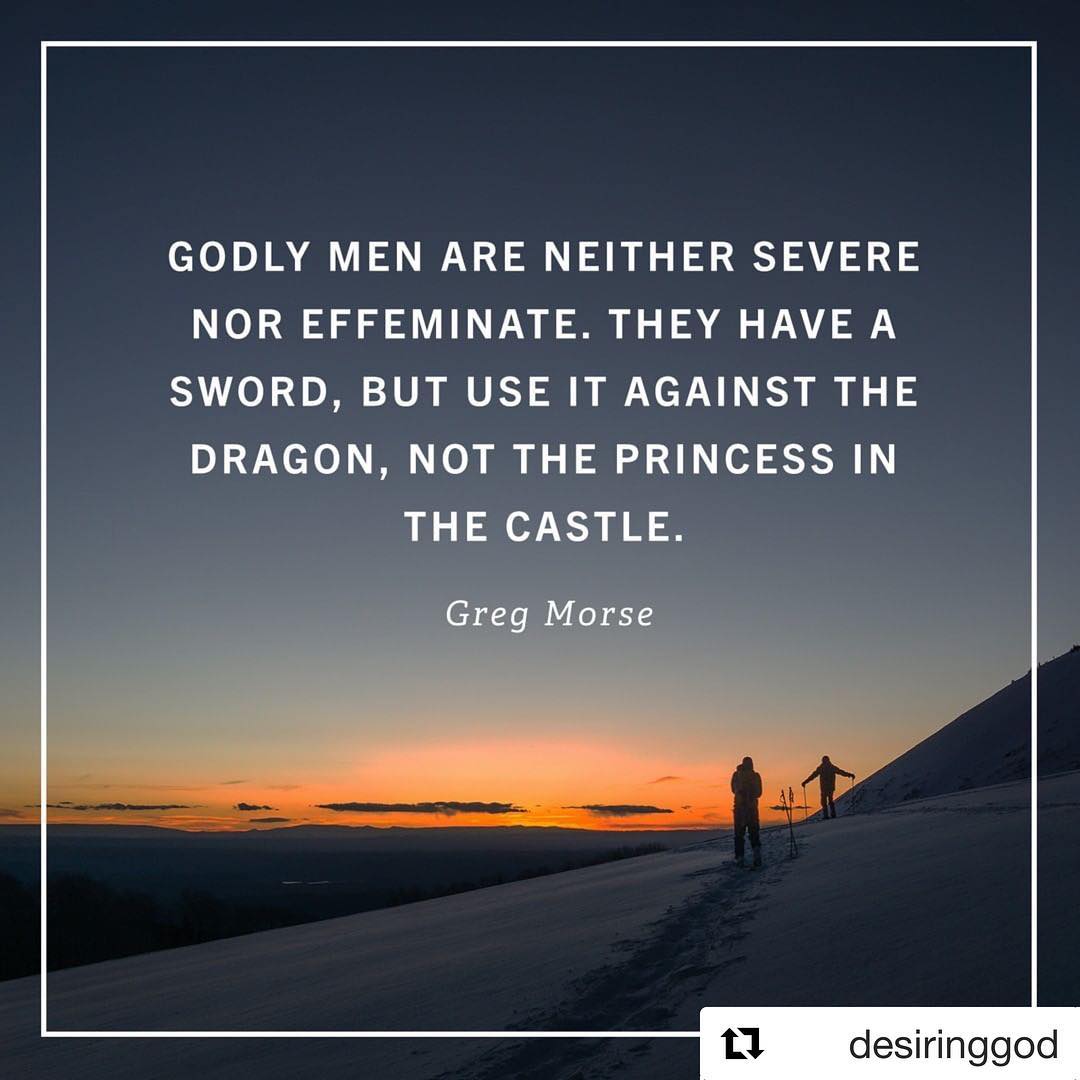 GODLY MEN ARE NEITHER SEVERE
NOR EFFEMINATE. THEY HAVE A
SWORD, BUT USE IT AGAINST THE
DRAGON, NOT THE PRINCESS IN
THE CASTLE.
Greg Morse
desiringgod